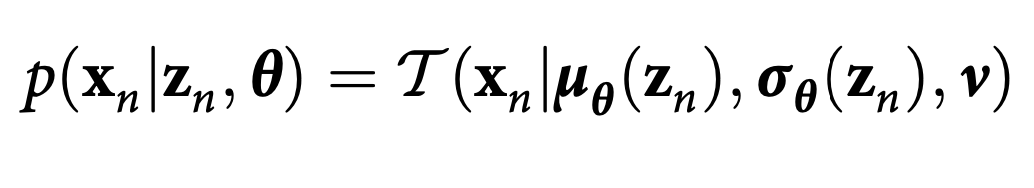 p(𝐱ₙ|𝐳ₙ, 𝜽) = 𝒯(𝐱ₙ|𝝁_𝜽(𝐳ₙ), 𝝈_𝜽(𝐳ₙ), 𝝂)